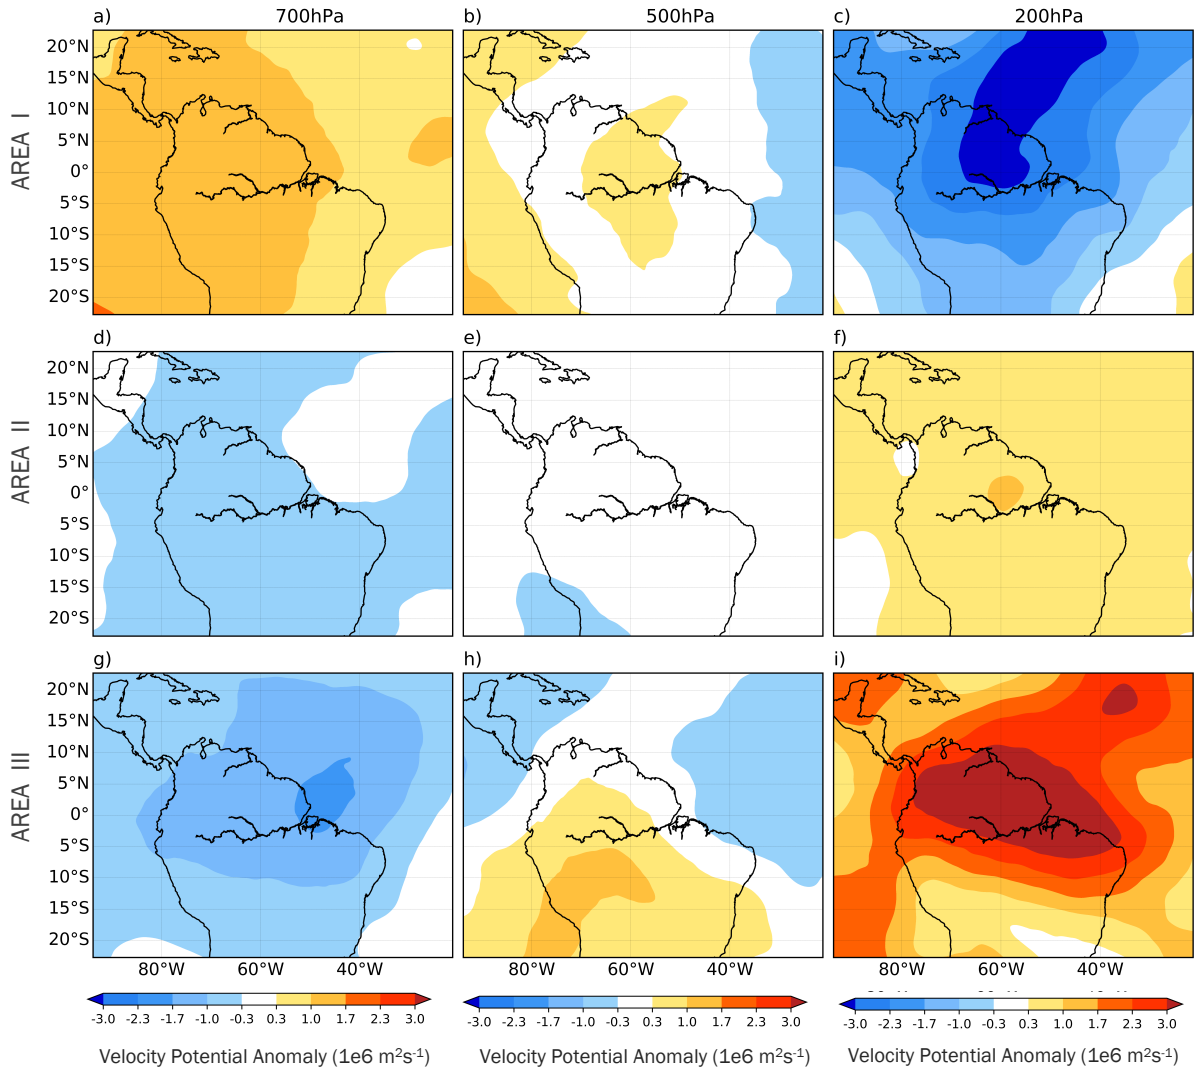 a) 700hPa b) 500hPa c) 200hPa
AREA I
20°N
15°N
10°N
5°N
0°
5°S
10°S
15°S
20°S
d) e) f)
AREA II
20°N
15°N
10°N
5°N
0°
5°S
10°S
15°S
20°S
g) h) i)
AREA III
20°N
15°N
10°N
5°N
0°
5°S
10°S
15°S
20°S
80°W 60°W 40°W 80°W 60°W 40°W 80°W 60°W 40°W
-3.0 -2.3 -1.7 -1.0 -0.3 0.3 1.0 1.7 2.3 3.0 -3.0 -2.3 -1.7 -1.0 -0.3 0.3 1.0 1.7 2.3 3.0 -3.0 -2.3 -1.7 -1.0 -0.3 0.3 1.0 1.7 2.3 3.0
Velocity Potential Anomaly (1e6 m²s⁻¹) Velocity Potential Anomaly (1e6 m²s⁻¹) Velocity Potential Anomaly (1e6 m²s⁻¹)